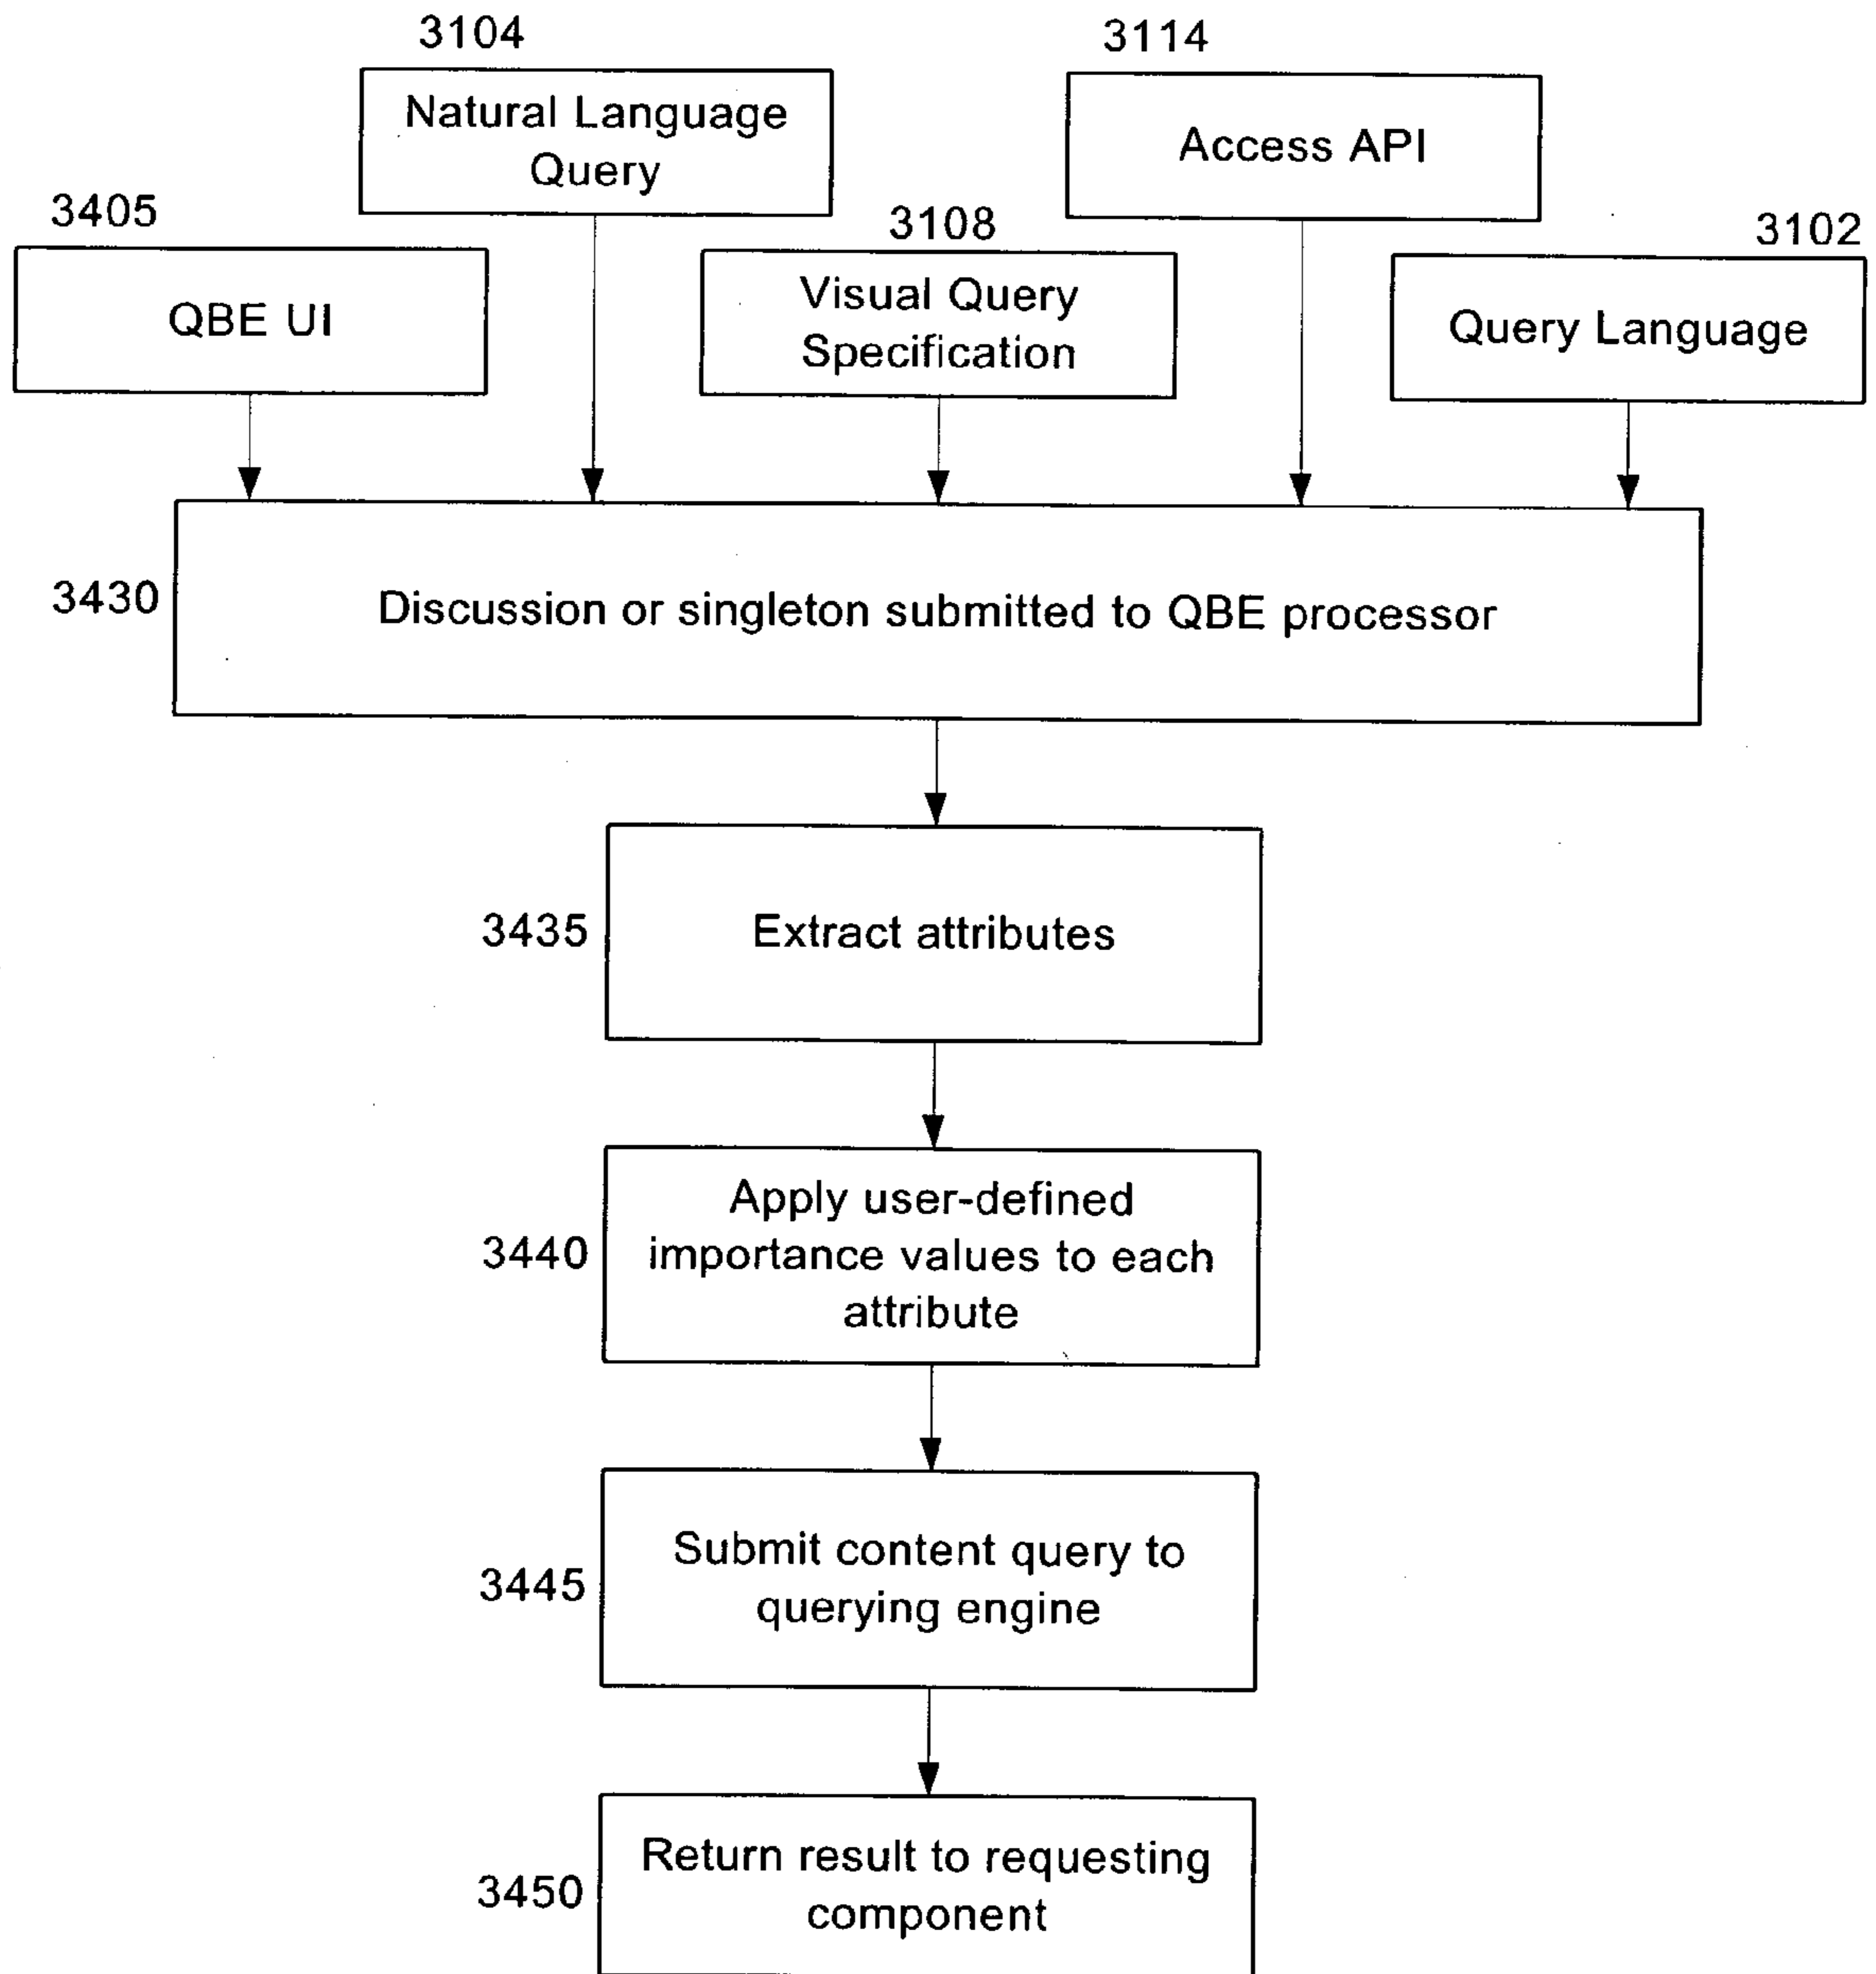 3104
Natural Language
Query
3114
Access API
3405
QBE UI
3108
Visual Query
Specification
3102
Query Language
3430
Discussion or singleton submitted to QBE processor
3435
Extract attributes
3440
Apply user-defined
importance values to each
attribute
3445
Submit content query to
querying engine
3450
Return result to requesting
component